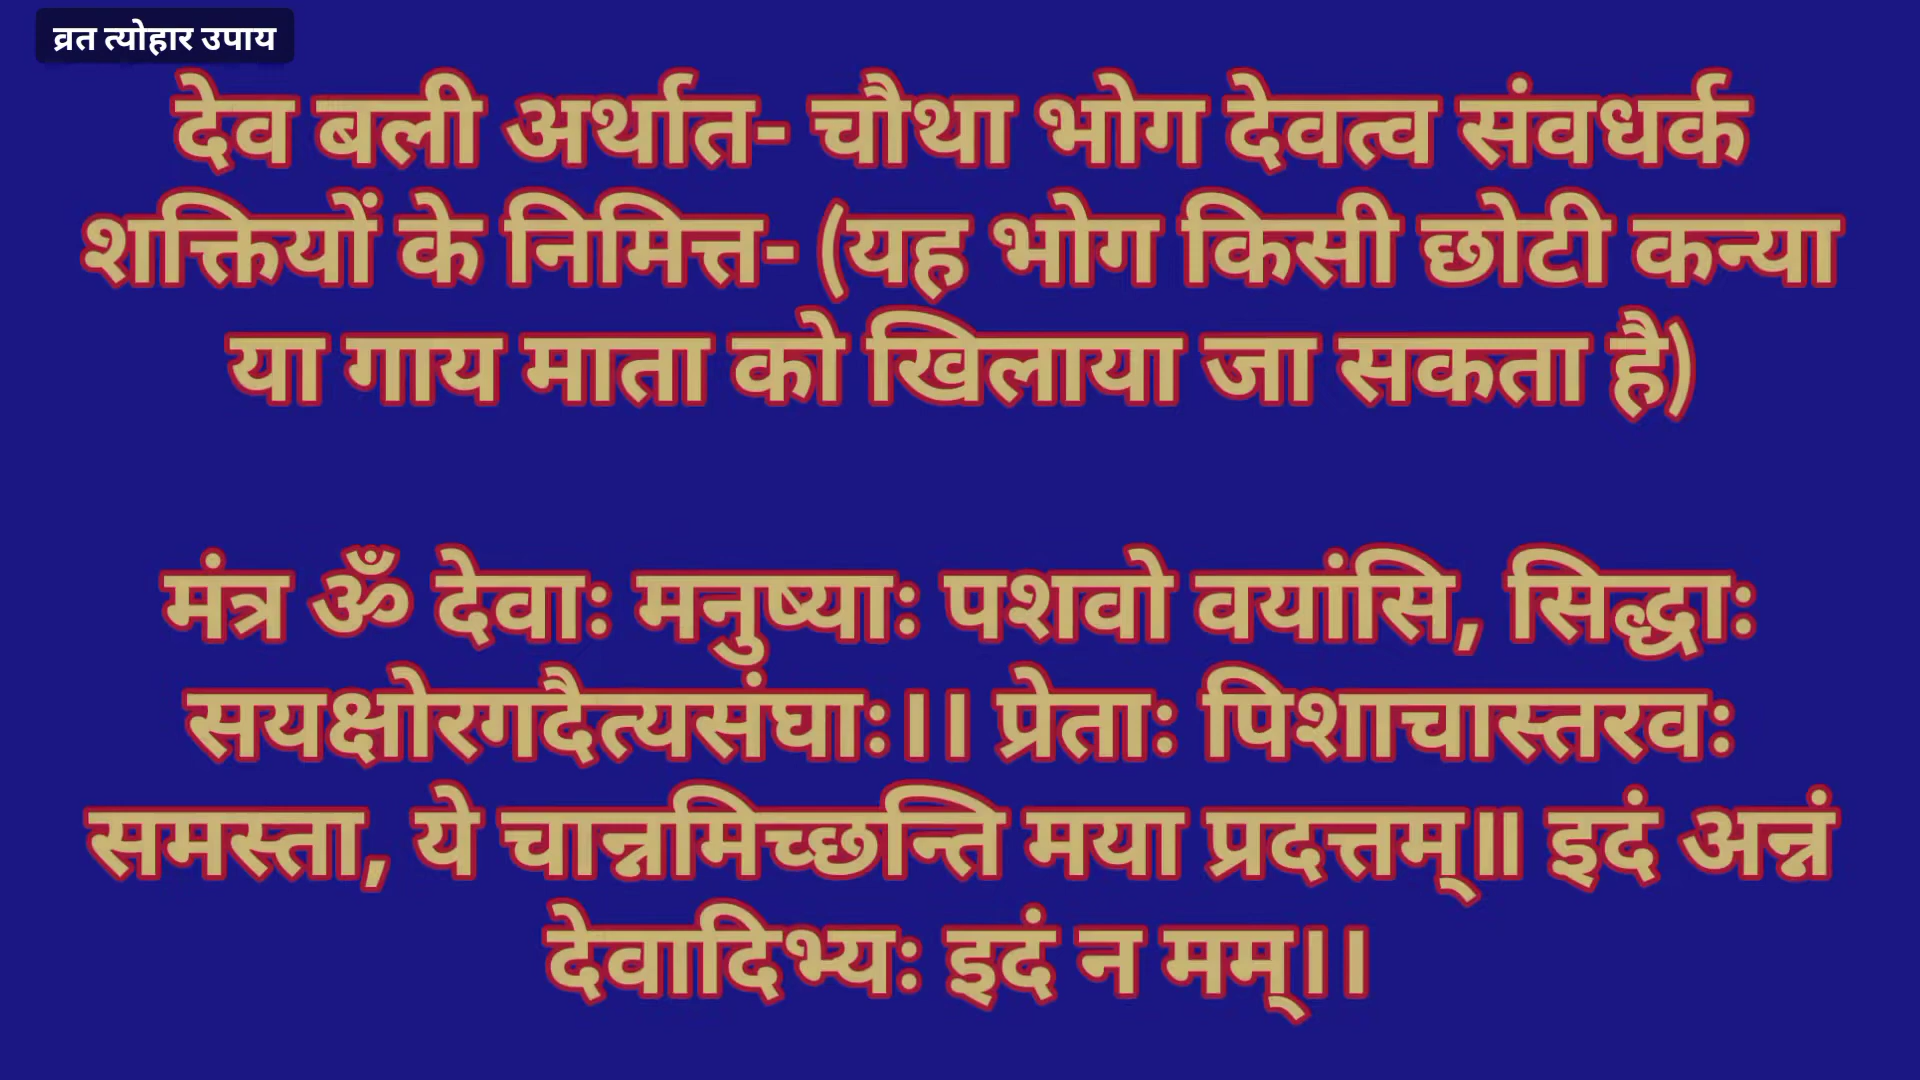 व्रत त्योहार उपाय
देव बली अर्थात- चौथा भोग देवत्व संवधर्क
शक्तियों के निमित्त- (यह भोग किसी छोटी कन्या
या गाय माता को खिलाया जा सकता है)
मंत्र ॐ देवाः मनुष्याः पशवो वयांसि, सिद्धाः
सयक्षोरगदैत्यसंघाः।। प्रेताः पिशाचास्तरवः
समस्ता, ये चान्नमिच्छन्ति मया प्रदत्तम्॥ इदं अन्नं
देवादिभ्यः इदं न मम्।।